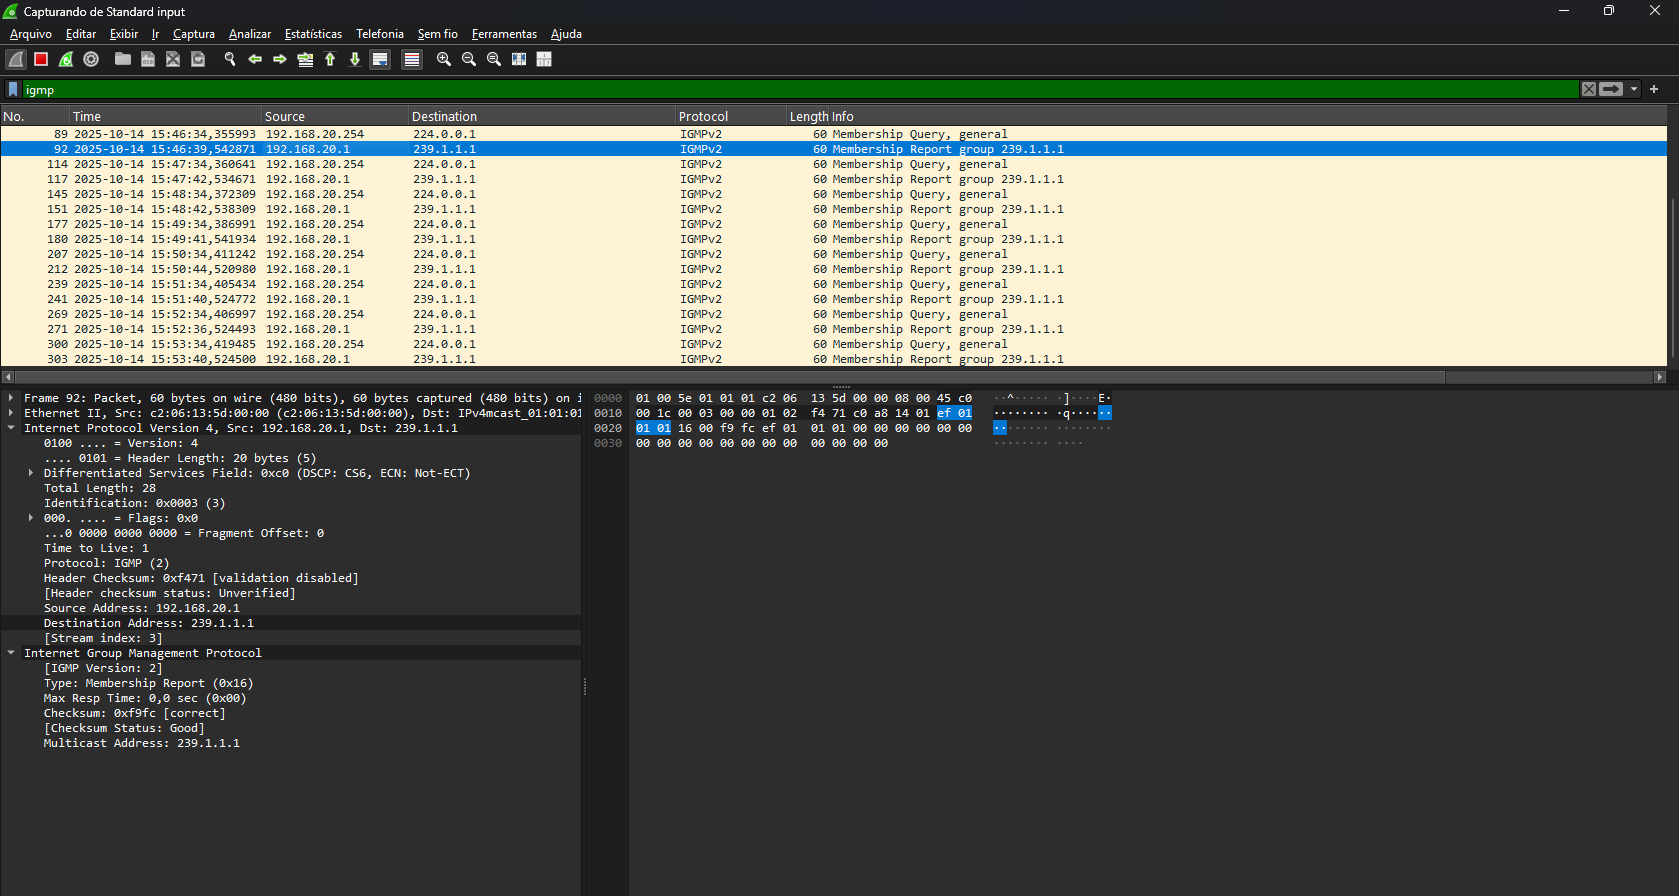 Capturando de Standard input
Arquivo Editar Exibir Ir Captura Analizar Estatísticas Telefonia Sem fio Ferramentas Ajuda
igmp
No. Time Source Destination Protocol Length Info
89 2025-10-14 15:46:34,355993 192.168.20.254 224.0.0.1 IGMPv2 60 Membership Query, general
92 2025-10-14 15:46:39,542871 192.168.20.1 239.1.1.1 IGMPv2 60 Membership Report group 239.1.1.1
114 2025-10-14 15:47:34,360641 192.168.20.254 224.0.0.1 IGMPv2 60 Membership Query, general
117 2025-10-14 15:47:42,534671 192.168.20.1 239.1.1.1 IGMPv2 60 Membership Report group 239.1.1.1
145 2025-10-14 15:48:34,372309 192.168.20.254 224.0.0.1 IGMPv2 60 Membership Query, general
151 2025-10-14 15:48:42,538309 192.168.20.1 239.1.1.1 IGMPv2 60 Membership Report group 239.1.1.1
177 2025-10-14 15:49:34,386991 192.168.20.254 224.0.0.1 IGMPv2 60 Membership Query, general
180 2025-10-14 15:49:41,541934 192.168.20.1 239.1.1.1 IGMPv2 60 Membership Report group 239.1.1.1
207 2025-10-14 15:50:34,411242 192.168.20.254 224.0.0.1 IGMPv2 60 Membership Query, general
212 2025-10-14 15:50:44,520980 192.168.20.1 239.1.1.1 IGMPv2 60 Membership Report group 239.1.1.1
239 2025-10-14 15:51:34,405434 192.168.20.254 224.0.0.1 IGMPv2 60 Membership Query, general
241 2025-10-14 15:51:40,524772 192.168.20.1 239.1.1.1 IGMPv2 60 Membership Report group 239.1.1.1
269 2025-10-14 15:52:34,406997 192.168.20.254 224.0.0.1 IGMPv2 60 Membership Query, general
271 2025-10-14 15:52:36,524493 192.168.20.1 239.1.1.1 IGMPv2 60 Membership Report group 239.1.1.1
300 2025-10-14 15:53:34,419485 192.168.20.254 224.0.0.1 IGMPv2 60 Membership Query, general
303 2025-10-14 15:53:40,524500 192.168.20.1 239.1.1.1 IGMPv2 60 Membership Report group 239.1.1.1
Frame 92: Packet, 60 bytes on wire (480 bits), 60 bytes captured (480 bits) on i
Ethernet II, Src: c2:06:13:5d:00:00 (c2:06:13:5d:00:00), Dst: IPv4mcast_01:01:01
Internet Protocol Version 4, Src: 192.168.20.1, Dst: 239.1.1.1
0100 .... = Version: 4
.... 0101 = Header Length: 20 bytes (5)
Differentiated Services Field: 0xc0 (DSCP: CS6, ECN: Not-ECT)
Total Length: 28
Identification: 0x0003 (3)
000. .... = Flags: 0x0
...0 0000 0000 0000 = Fragment Offset: 0
Time to Live: 1
Protocol: IGMP (2)
Header Checksum: 0xf471 [validation disabled]
[Header checksum status: Unverified]
Source Address: 192.168.20.1
Destination Address: 239.1.1.1
[Stream index: 3]
Internet Group Management Protocol
[IGMP Version: 2]
Type: Membership Report (0x16)
Max Resp Time: 0,0 sec (0x00)
Checksum: 0xf9fc [correct]
[Checksum Status: Good]
Multicast Address: 239.1.1.1
0000 01 00 5e 01 01 01 c2 06 13 5d 00 00 08 00 45 c0 ··^····· ·]····E·
0010 00 1c 00 03 00 00 01 02 f4 71 c0 a8 14 01 ef 01 ········ ·q······
0020 01 01 16 00 f9 fc ef 01 01 01 00 00 00 00 00 00 ········ ········
0030 00 00 00 00 00 00 00 00 00 00 00 00 ········ ····